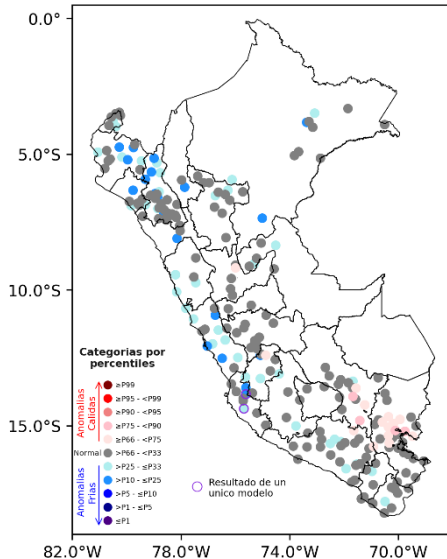 0.0°
5.0°S
10.0°S
15.0°S
82.0°W
78.0°W
74.0°W
70.0°W
Categorias por
percentiles
Anomalias
Calidas
≥P99
≥P95 - <P99
≥P90 - <P95
≥P75 - <P90
≥P66 - <P75
Normal
>P66 - <P33
Anomalias
Frias
>P25 - ≤P33
>P10 - ≤P25
>P5 - ≤P10
>P1 - ≤P5
≤P1
Resultado de un
unico modelo